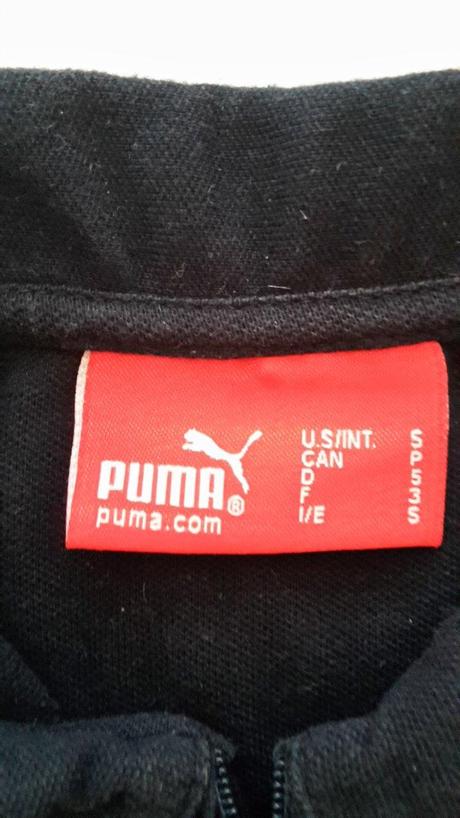 PUMA®
puma.com
U.S/INT. S
CAN P
D 5
F 3
I/E S